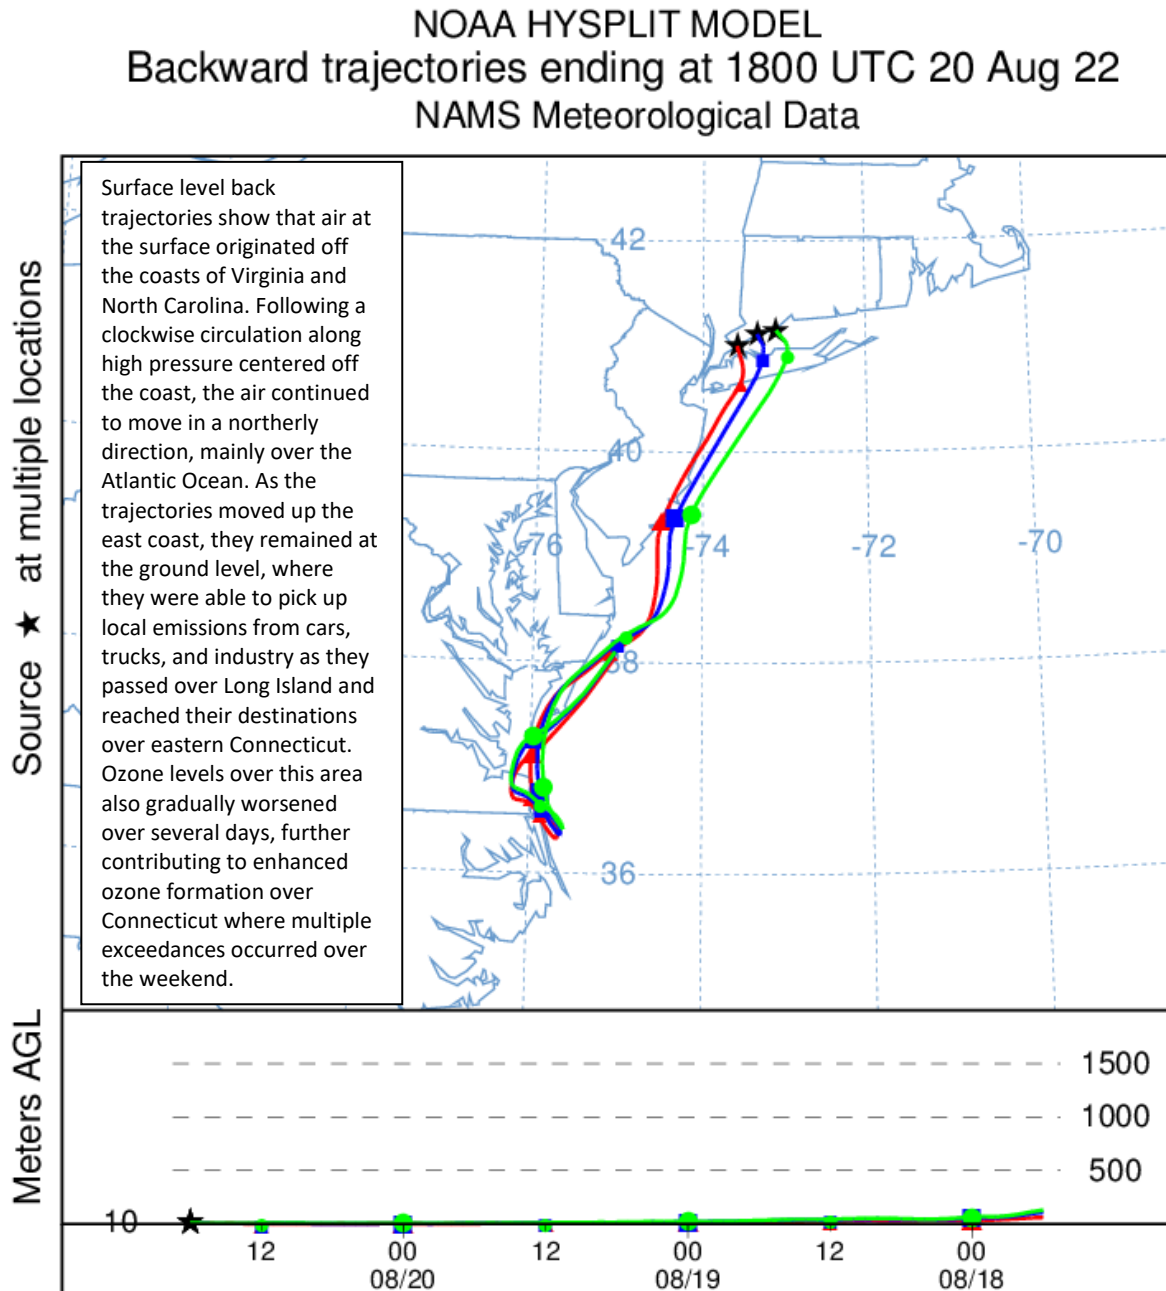 NOAA HYSPLIT MODEL
Backward trajectories ending at 1800 UTC 20 Aug 22
NAMS Meteorological Data
Source ★ at multiple locations
Surface level back
trajectories show that air at
the surface originated off
the coasts of Virginia and
North Carolina. Following a
clockwise circulation along
high pressure centered off
the coast, the air continued
to move in a northerly
direction, mainly over the
Atlantic Ocean. As the
trajectories moved up the
east coast, they remained at
the ground level, where
they were able to pick up
local emissions from cars,
trucks, and industry as they
passed over Long Island and
reached their destinations
over eastern Connecticut.
Ozone levels over this area
also gradually worsened
over several days, further
contributing to enhanced
ozone formation over
Connecticut where multiple
exceedances occurred over
the weekend.
42
40
-76 -74 -72 -70
38
36
Meters AGL
1500
1000
500
10
12 00 12 00 12 00
08/20 08/19 08/18